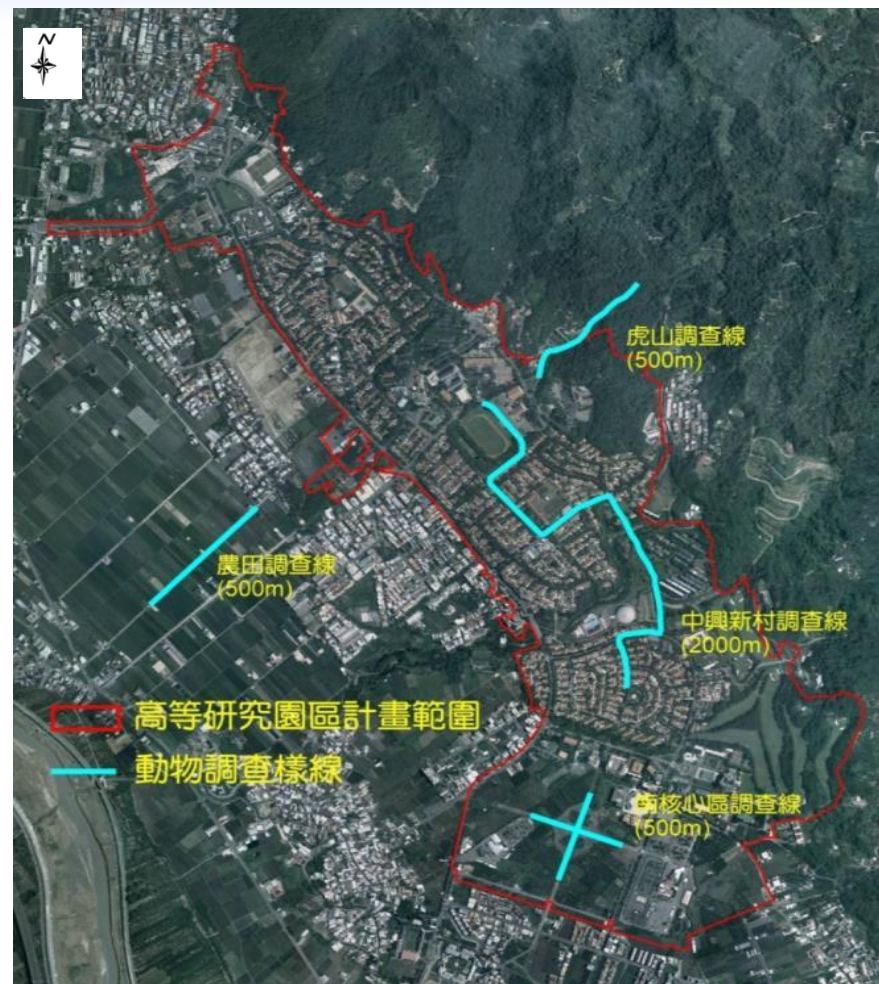 N
虎山調查線
(500m)
農田調查線
(500m)
中興新村調查線
(2000m)
高等研究園區計畫範圍
動物調查樣線
南核心區調查線
(500m)